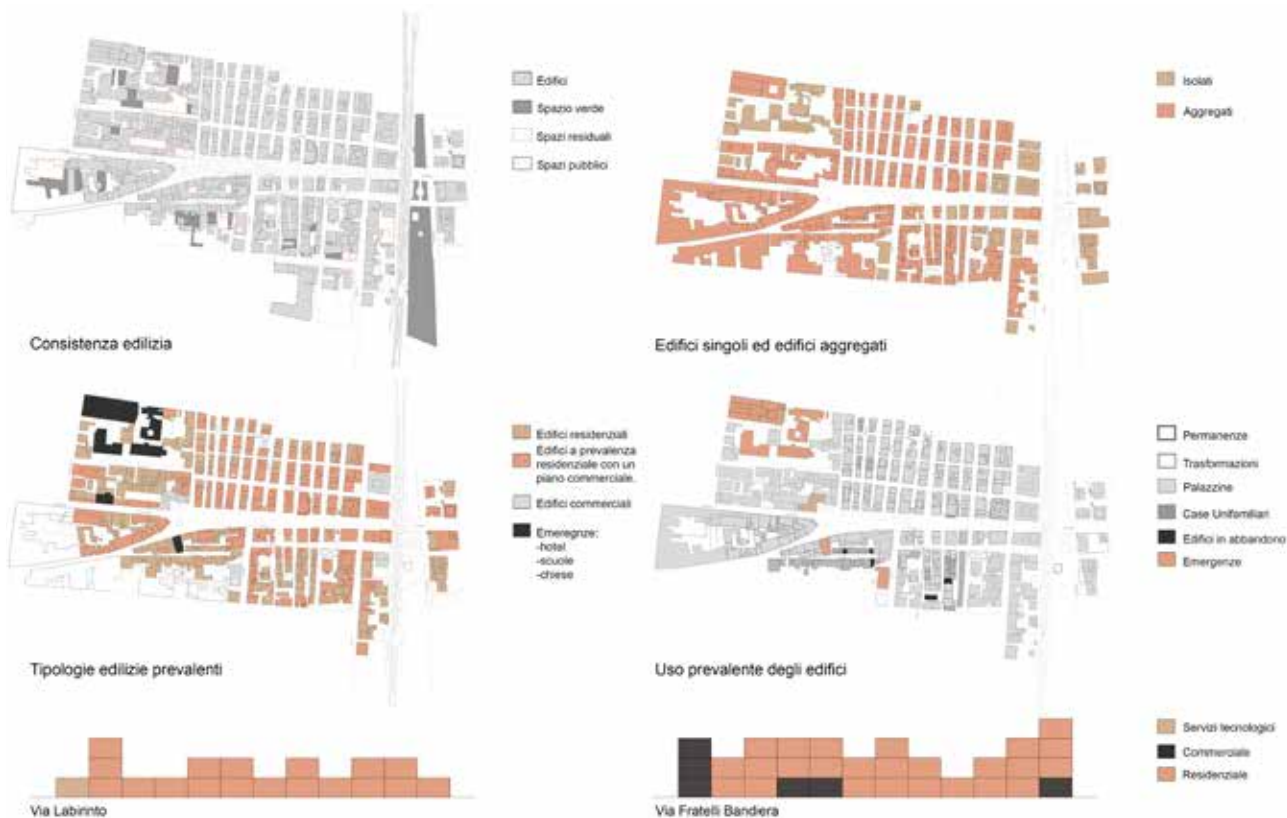 Edifici
Spazio verde
Spazi residuali
Spazi pubblici
Consistenza edilizia
Isolati
Aggregati
Edifici singoli ed edifici aggregati
Edifici residenziali
Edifici a prevalenza
residenziale con un
piano commerciale.
Edifici commerciali
Emeregnze:
-hotel
-scuole
-chiese
Tipologie edilizie prevalenti
Permanenze
Trasformazioni
Palazzine
Case Unifamiliari
Edifici in abbandono
Emergenze
Uso prevalente degli edifici
Via Labirinto
Servizi tecnologici
Commerciale
Residenziale
Via Fratelli Bandiera